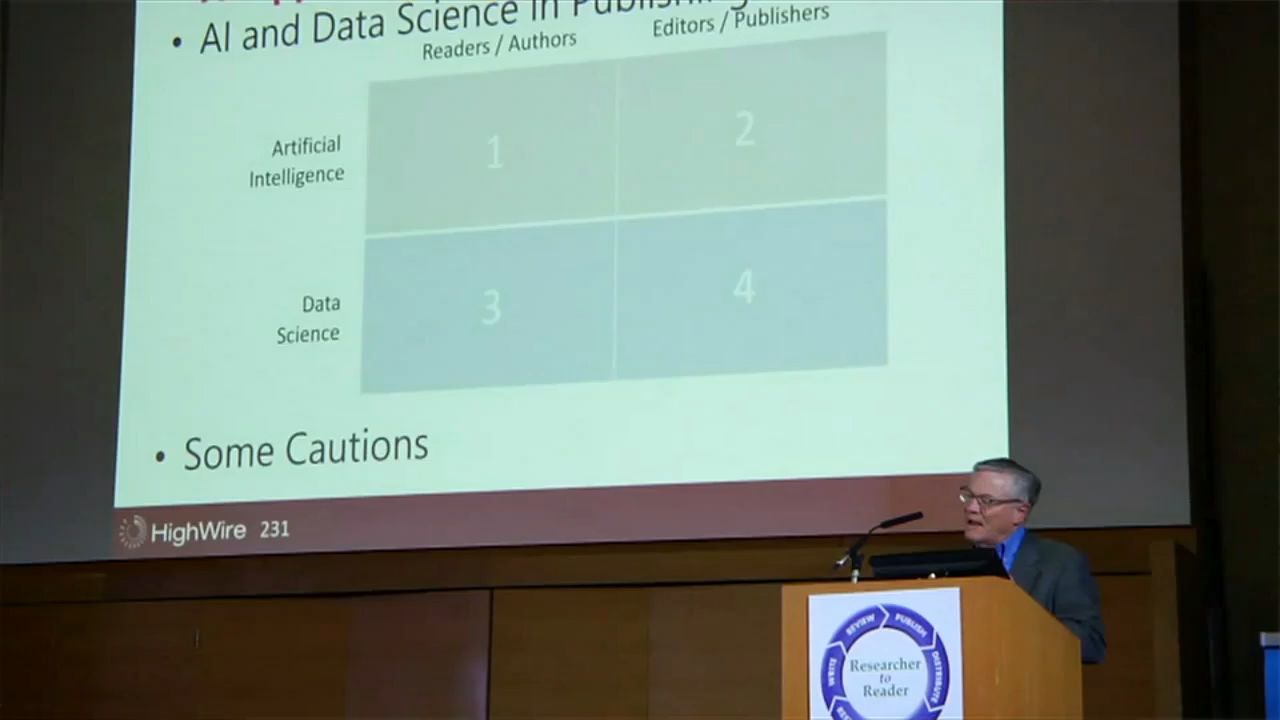 • AI and Data Science in Publishing
Readers / Authors
Editors / Publishers
Artificial
Intelligence
1
2
Data
Science
3
4
• Some Cautions
HighWire 231
REVIEW
PUBLISH
DISTRIBUTE
WRITE
Researcher
to
Reader